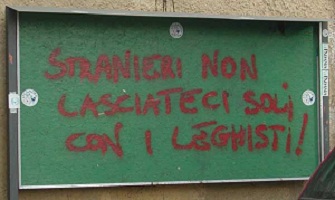 STRANIERI NON
LASCIATECI SOLI
CON I LEGHISTI!